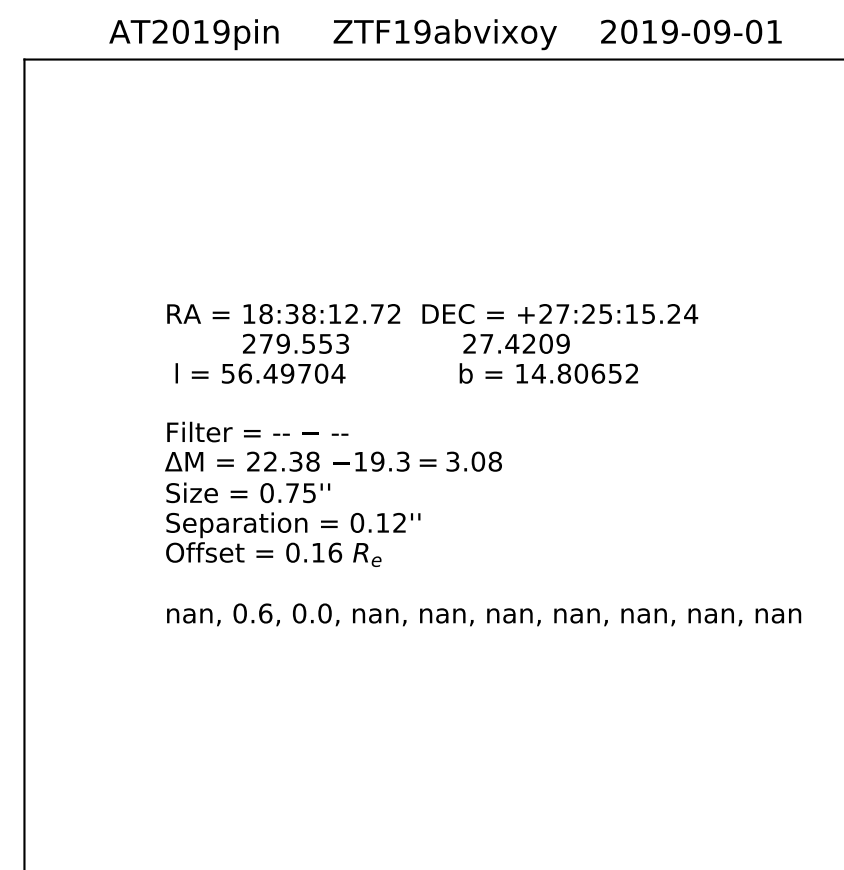 AT2019pin ZTF19abvixoy 2019-09-01
RA = 18:38:12.72 DEC = +27:25:15.24
279.553 27.4209
l = 56.49704 b = 14.80652
Filter = -- − --
ΔM = 22.38 −19.3 = 3.08
Size = 0.75''
Separation = 0.12''
Offset = 0.16 Rₑ
nan, 0.6, 0.0, nan, nan, nan, nan, nan, nan, nan